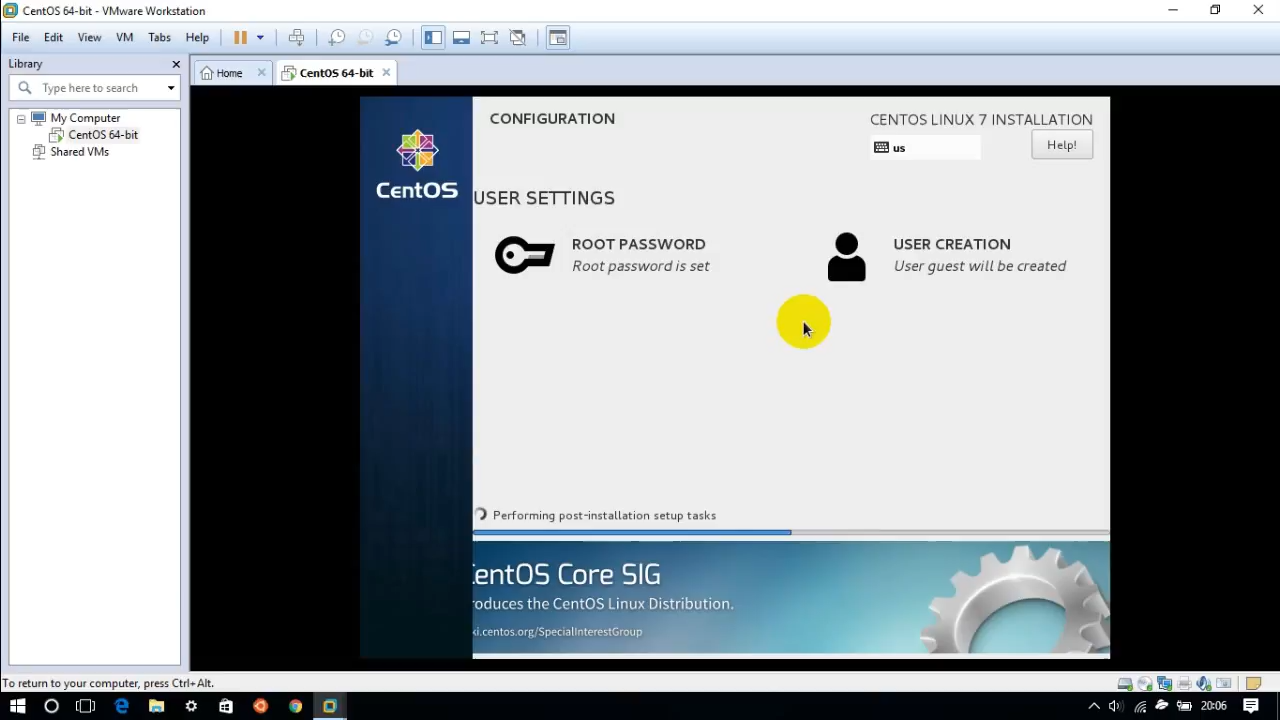 CentOS 64-bit - VMware Workstation
File Edit View VM Tabs Help
Library
Type here to search
My Computer
CentOS 64-bit
Shared VMs
Home
CentOS 64-bit
CentOS
CONFIGURATION
CENTOS LINUX 7 INSTALLATION
us
Help!
USER SETTINGS
ROOT PASSWORD
Root password is set
USER CREATION
User guest will be created
Performing post-installation setup tasks
entOS Core SIG
roduces the CentOS Linux Distribution.
ki.centos.org/SpecialInterestGroup
To return to your computer, press Ctrl+Alt.
20:06